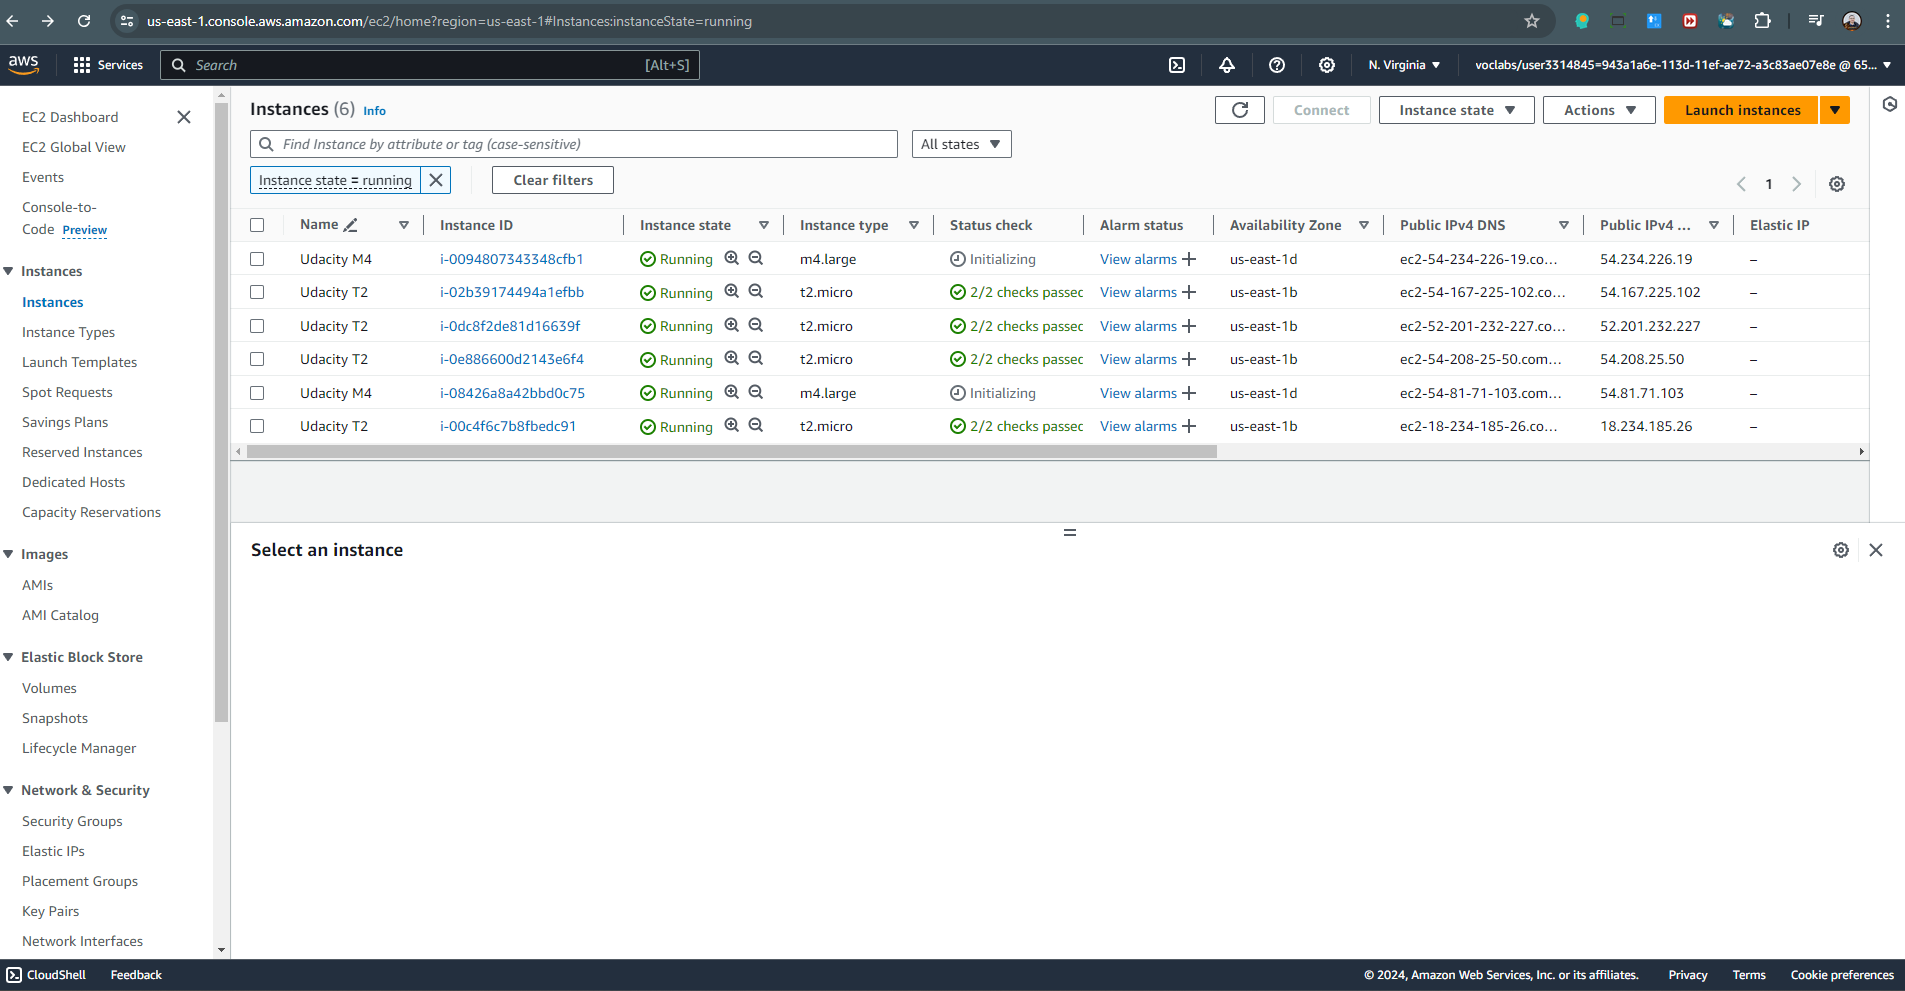 us-east-1.console.aws.amazon.com/ec2/home?region=us-east-1#Instances:instanceState=running
aws Services Search [Alt+S] N. Virginia voclabs/user3314845=943a1a6e-113d-11ef-ae72-a3c83ae07e8e @ 65...
EC2 Dashboard
EC2 Global View
Events
Console-to-
Code Preview
Instances
Instances
Instance Types
Launch Templates
Spot Requests
Savings Plans
Reserved Instances
Dedicated Hosts
Capacity Reservations
Images
AMIs
AMI Catalog
Elastic Block Store
Volumes
Snapshots
Lifecycle Manager
Network & Security
Security Groups
Elastic IPs
Placement Groups
Key Pairs
Network Interfaces
Instances (6) Info Connect Instance state Actions Launch instances
Find Instance by attribute or tag (case-sensitive) All states
Instance state = running Clear filters 1
Name Instance ID Instance state Instance type Status check Alarm status Availability Zone Public IPv4 DNS Public IPv4 ... Elastic IP
Udacity M4 i-0094807343348cfb1 Running m4.large Initializing View alarms us-east-1d ec2-54-234-226-19.co... 54.234.226.19 –
Udacity T2 i-02b39174494a1efbb Running t2.micro 2/2 checks passed View alarms us-east-1b ec2-54-167-225-102.co... 54.167.225.102 –
Udacity T2 i-0dc8f2de81d16639f Running t2.micro 2/2 checks passed View alarms us-east-1b ec2-52-201-232-227.co... 52.201.232.227 –
Udacity T2 i-0e886600d2143e6f4 Running t2.micro 2/2 checks passed View alarms us-east-1b ec2-54-208-25-50.com... 54.208.25.50 –
Udacity M4 i-08426a8a42bbd0c75 Running m4.large Initializing View alarms us-east-1d ec2-54-81-71-103.com... 54.81.71.103 –
Udacity T2 i-00c4f6c7b8fbedc91 Running t2.micro 2/2 checks passed View alarms us-east-1b ec2-18-234-185-26.co... 18.234.185.26 –
Select an instance
CloudShell Feedback © 2024, Amazon Web Services, Inc. or its affiliates. Privacy Terms Cookie preferences